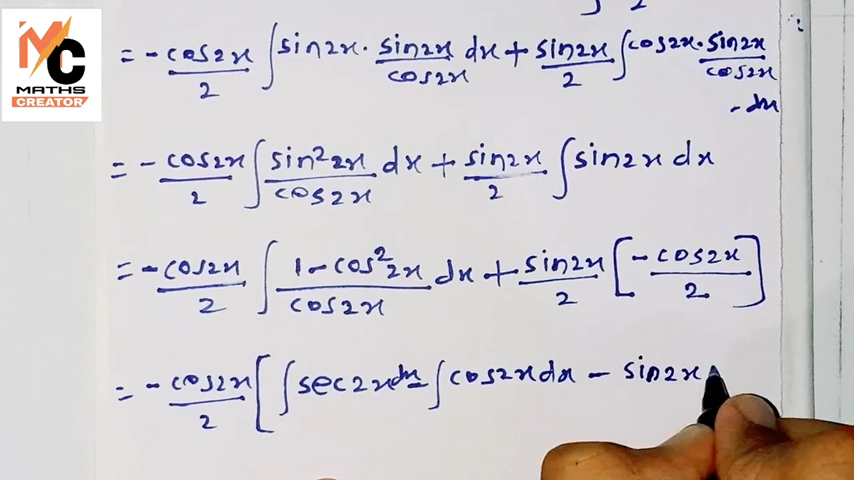 MC
MATHS
CREATOR
= -cos2x/2 ∫ sin2x · sin2x/cos2x dx + sin2x/2 ∫ cos2x · sin2x/cos2x
· dx
= -cos2x/2 ∫ sin²2x/cos2x dx + sin2x/2 ∫ sin2x dx
= -cos2x/2 ∫ 1-cos²2x/cos2x dx + sin2x/2 [-cos2x/2]
= -cos2x/2 [∫ sec2x dx - ∫ cos2x dx - sin2x